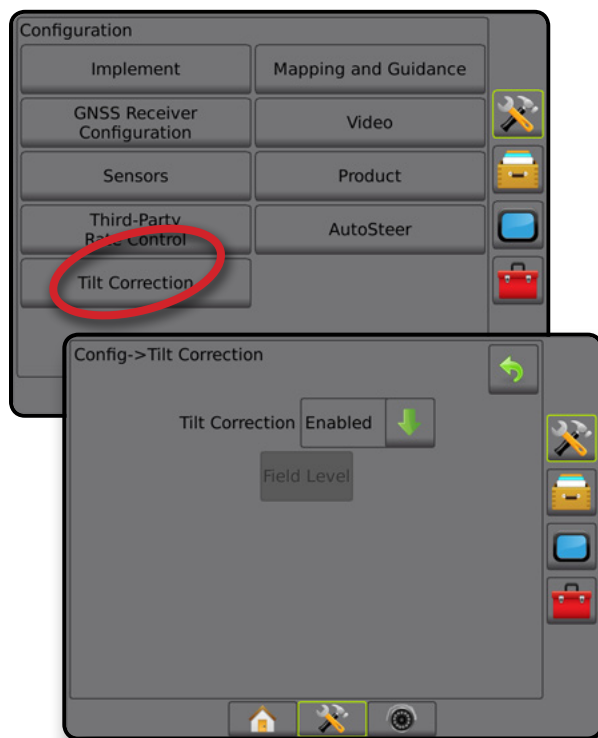 Configuration
Implement
Mapping and Guidance
GNSS Receiver
Configuration
Video
Sensors
Product
Third-Party
Rate Control
AutoSteer
Tilt Correction
Config->Tilt Correction
Tilt Correction Enabled
Field Level